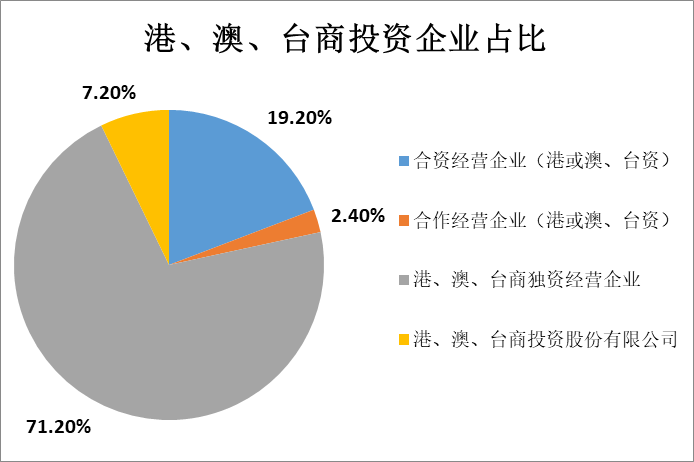 港、澳、台商投资企业占比
7.20%
19.20%
合资经营企业（港或澳、台资）
2.40%
合作经营企业（港或澳、台资）
港、澳、台商独资经营企业
港、澳、台商投资股份有限公司
71.20%